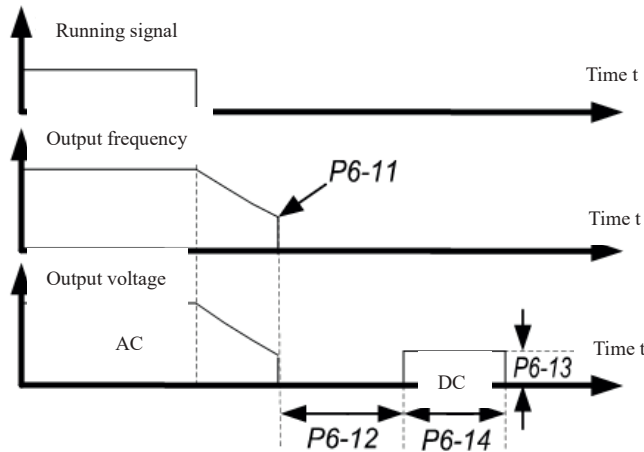 Running signal
Time t
Output frequency
P6-11
Time t
Output voltage
AC
Time t
DC
P6-13
P6-12
P6-14